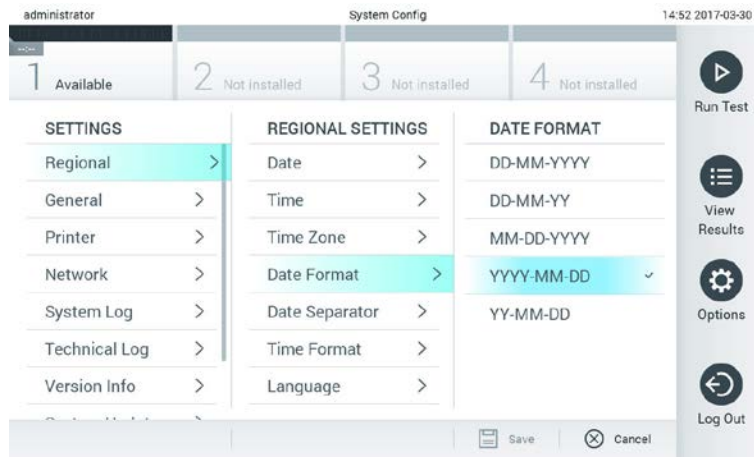 administrator System Config 14:52 2017-03-30
--:--
1 Available 2 Not installed 3 Not installed 4 Not installed
Run Test
SETTINGS
Regional >
General >
Printer >
Network >
System Log >
Technical Log >
Version Info >
REGIONAL SETTINGS
Date >
Time >
Time Zone >
Date Format >
Date Separator >
Time Format >
Language >
DATE FORMAT
DD-MM-YYYY
DD-MM-YY
MM-DD-YYYY
YYYY-MM-DD
YY-MM-DD
View
Results
Options
Log Out
Save Cancel